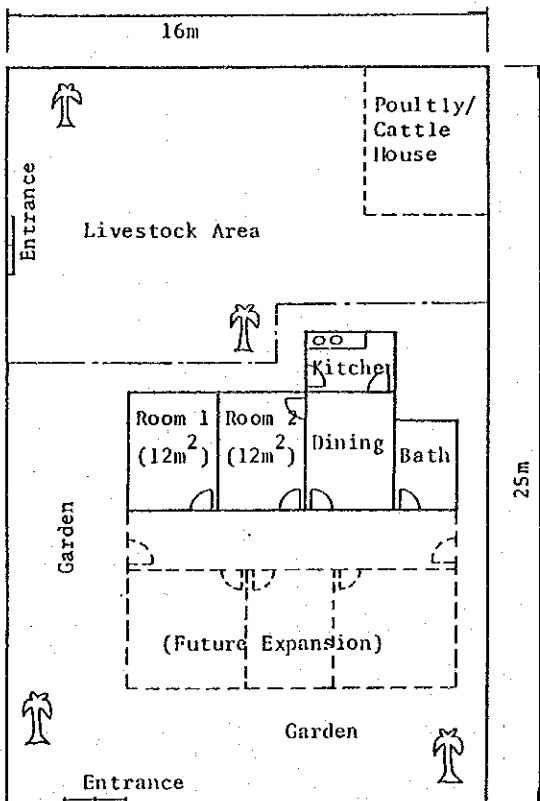 16m
Poultly/
Cattle
House
Entrance
Livestock Area
Kitchen
Room 1
(12m²)
Room 2
(12m²)
Dining
Bath
25m
Garden
(Future Expansion)
Garden
Entrance